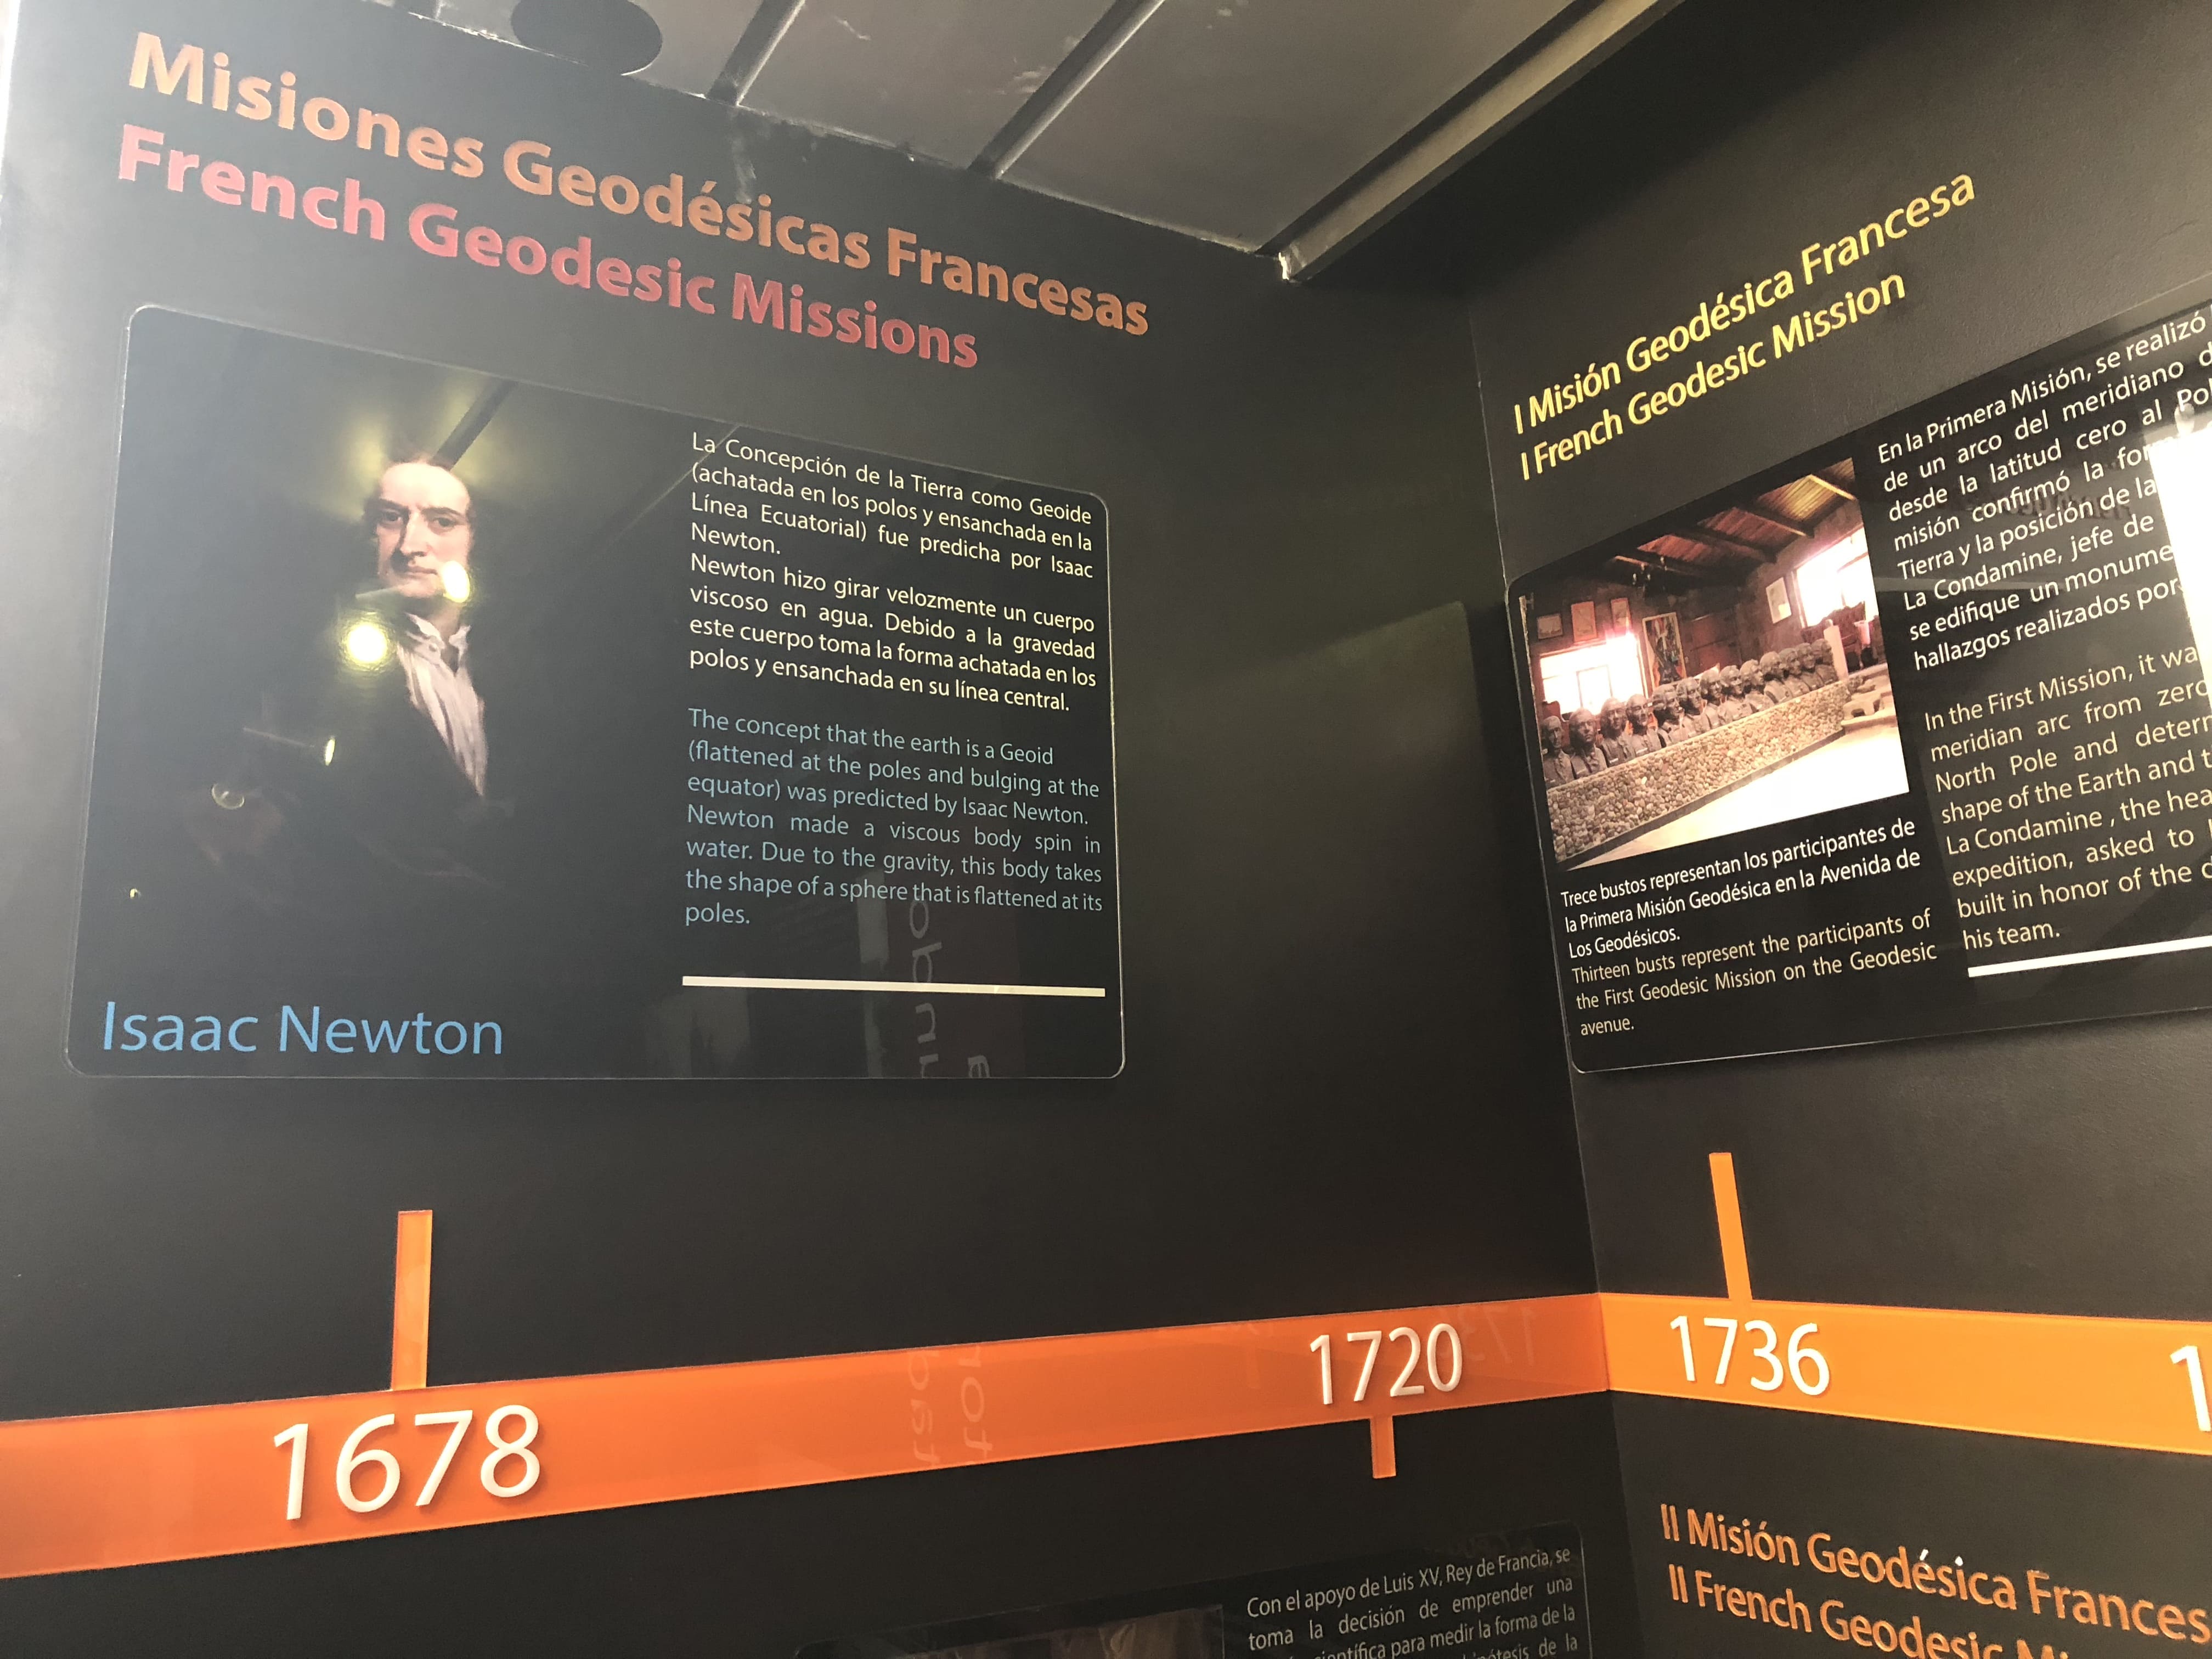 Misiones Geodésicas Francesas
French Geodesic Missions
La Concepción de la Tierra como Geoide
(achatada en los polos y ensanchada en la
Línea Ecuatorial) fue predicha por Isaac
Newton.
Newton hizo girar velozmente un cuerpo
viscoso en agua. Debido a la gravedad
este cuerpo toma la forma achatada en los
polos y ensanchada en su línea central.
The concept that the earth is a Geoid
(flattened at the poles and bulging at the
equator) was predicted by Isaac Newton.
Newton made a viscous body spin in
water. Due to the gravity, this body takes
the shape of a sphere that is flattened at its
poles.
Isaac Newton
I Misión Geodésica Francesa
I French Geodesic Mission
En la Primera Misión, se realizó
de un arco del meridiano
desde la latitud cero al
misión confirmó la
Tierra y la posición de la
La Condamine, jefe de
se edifique un
hallazgos realizados por
In the First Mission, it
meridian arc from
North Pole and
shape of the Earth and
La Condamine , the
expedition, asked to
built in honor of the
his team.
Trece bustos representan los participantes de
la Primera Misión Geodésica en la Avenida de
Los Geodésicos.
Thirteen busts represent the participants of
the First Geodesic Mission on the Geodesic
avenue.
1678
1720
1736
Con el apoyo de Luis XV, Rey de Francia, se
toma la decisión de emprender una
para medir la forma de la
de la
II Misión Geodésica
II French Geodesic